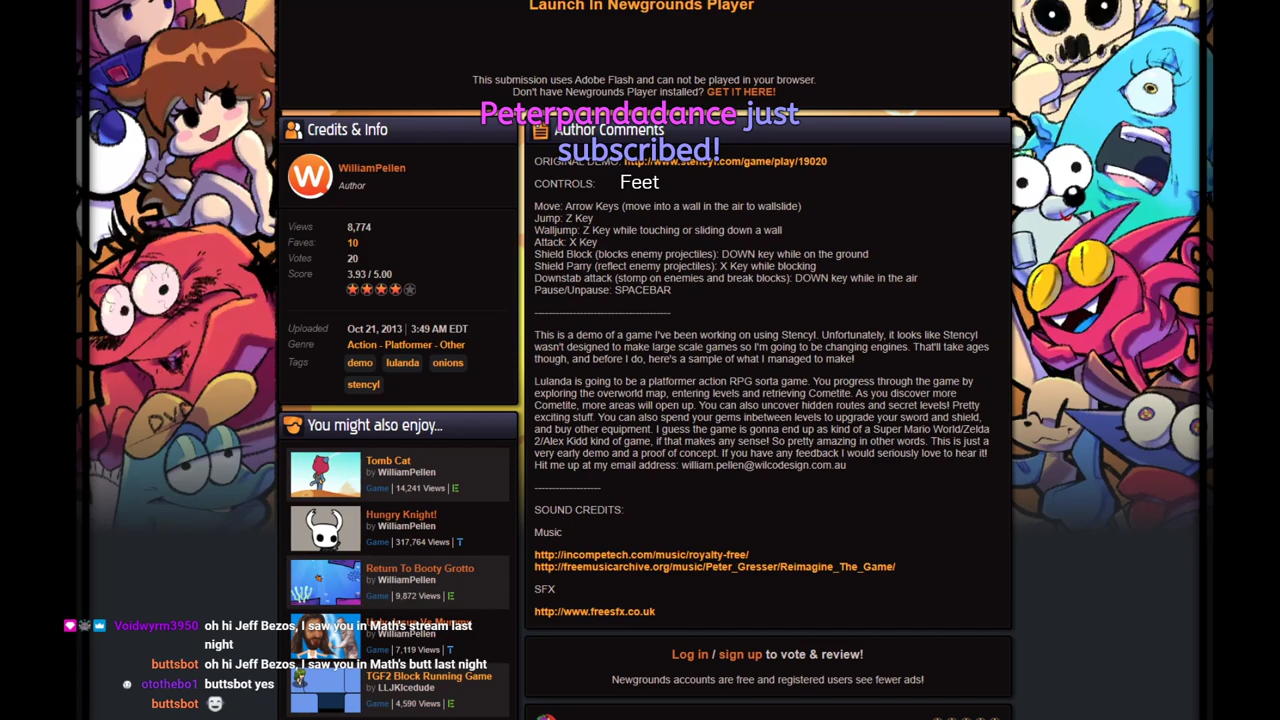 Launch In Newgrounds Player
This submission uses Adobe Flash and can not be played in your browser.
Don't have Newgrounds Player installed? GET IT HERE!
Peterpandadance just
subscribed!
Feet
Credits & Info
WilliamPellen
Author
Views 8,774
Faves: 10
Votes 20
Score 3.93 / 5.00
Uploaded Oct 21, 2013 | 3:49 AM EDT
Genre Action - Platformer - Other
Tags demo lulanda onions
stencyl
You might also enjoy...
Tomb Cat
by WilliamPellen
Game | 14,241 Views | E
Hungry Knight!
by WilliamPellen
Game | 317,764 Views | T
Return To Booty Grotto
by WilliamPellen
Game | 9,872 Views | E
by WilliamPellen
Game | 7,119 Views | T
TGF2 Block Running Game
by LLJKIcedude
Game | 4,590 Views | E
Author Comments
ORIGINAL DEMO: http://www.stencyl.com/game/play/19020
CONTROLS:
Move: Arrow Keys (move into a wall in the air to wallslide)
Jump: Z Key
Walljump: Z Key while touching or sliding down a wall
Attack: X Key
Shield Block (blocks enemy projectiles): DOWN key while on the ground
Shield Parry (reflect enemy projectiles): X Key while blocking
Downstab attack (stomp on enemies and break blocks): DOWN key while in the air
Pause/Unpause: SPACEBAR
---------------------------------------
This is a demo of a game I've been working on using Stencyl. Unfortunately, it looks like Stencyl
wasn't designed to make large scale games so I'm going to be changing engines. That'll take ages
though, and before I do, here's a sample of what I managed to make!
Lulanda is going to be a platformer action RPG sorta game. You progress through the game by
exploring the overworld map, entering levels and retrieving Cometite. As you discover more
Cometite, more areas will open up. You can also uncover hidden routes and secret levels! Pretty
exciting stuff. You can also spend your gems inbetween levels to upgrade your sword and shield
and buy other equipment. I guess the game is gonna end up as kind of a Super Mario World/Zelda
2/Alex Kidd kind of game, if that makes any sense! So pretty amazing in other words. This is just a
very early demo and a proof of concept. If you have any feedback I would seriously love to hear it!
Hit me up at my email address: william.pellen@wilcodesign.com.au
-------------------
SOUND CREDITS:
Music
http://incompetech.com/music/royalty-free/
http://freemusicarchive.org/music/Peter_Gresser/Reimagine_The_Game/
SFX
http://www.freesfx.co.uk
Log in / sign up to vote & review!
Newgrounds accounts are free and registered users see fewer ads!
Voidwyrm3950 oh hi Jeff Bezos, I saw you in Math's stream last
night
buttsbot oh hi Jeff Bezos, I saw you in Math's butt last night
otothebo1 buttsbot yes
buttsbot